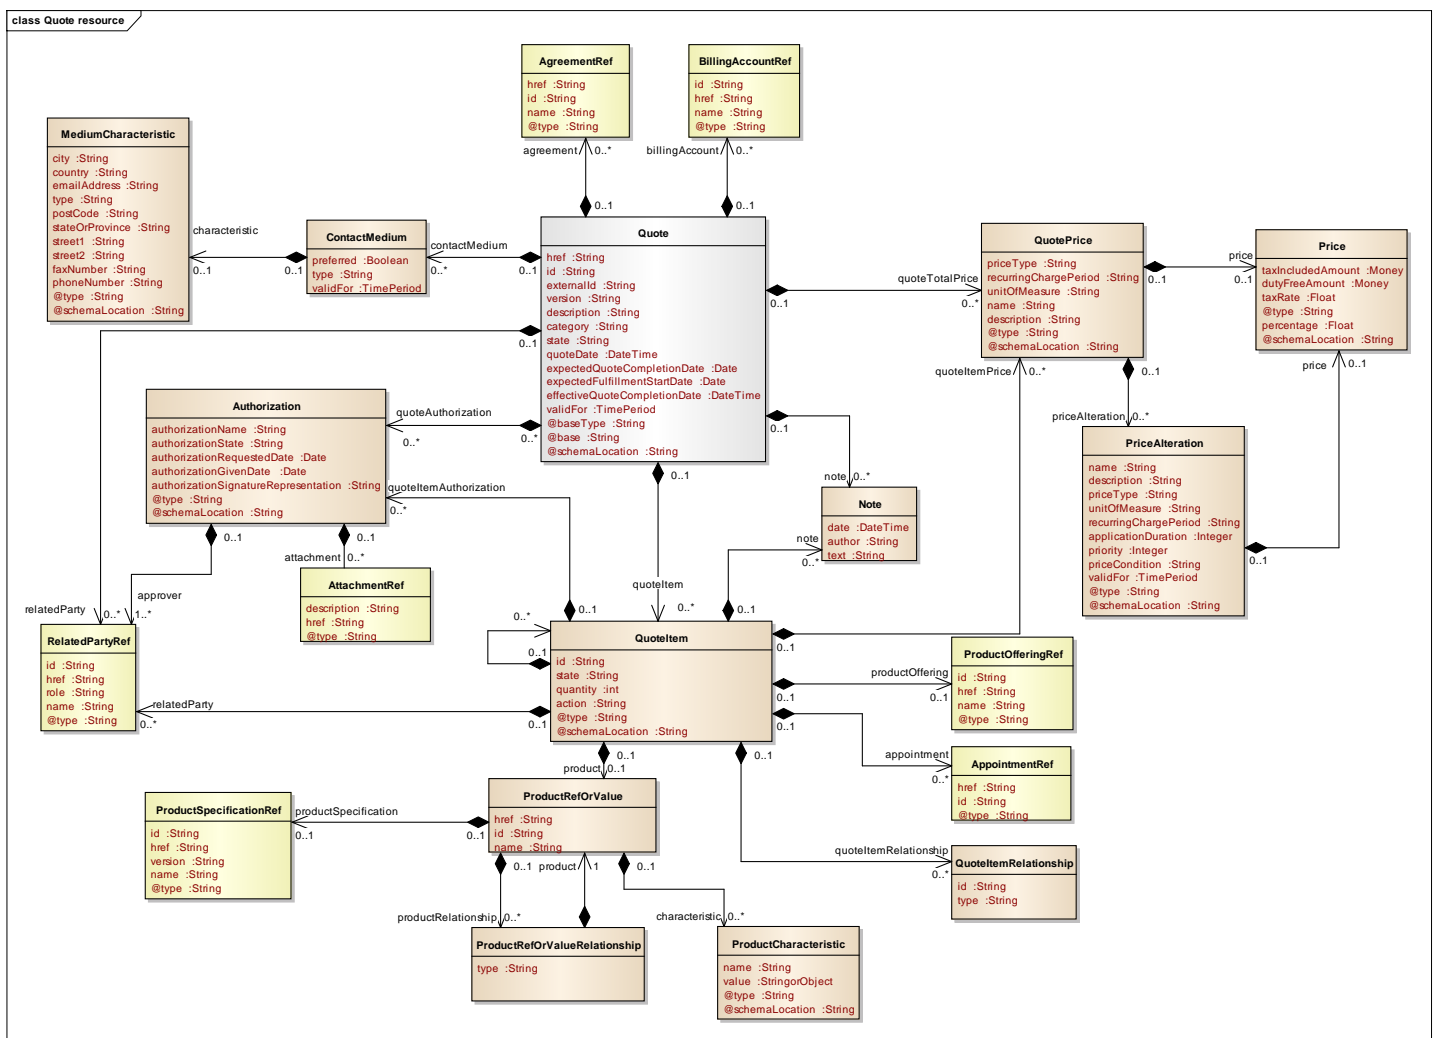 class Quote resource
AgreementRef
href :String
id :String
name :String
@type :String
BillingAccountRef
id :String
href :String
name :String
@type :String
agreement
0..*
billingAccount
0..*
0..1
0..1
MediumCharacteristic
city :String
country :String
emailAddress :String
type :String
postCode :String
stateOrProvince :String
street1 :String
street2 :String
faxNumber :String
phoneNumber :String
@type :String
@schemaLocation :String
characteristic
0..1
0..1
ContactMedium
preferred :Boolean
type :String
validFor :TimePeriod
contactMedium
0..*
0..1
Quote
href :String
id :String
externalId :String
version :String
description :String
category :String
state :String
quoteDate :DateTime
expectedQuoteCompletionDate :Date
expectedFulfillmentStartDate :Date
effectiveQuoteCompletionDate :DateTime
validFor :TimePeriod
@baseType :String
@base :String
@schemaLocation :String
quoteTotalPrice
0..1
0..*
QuotePrice
priceType :String
recurringChargePeriod :String
unitOfMeasure :String
name :String
description :String
@type :String
@schemaLocation :String
price
0..1
0..1
Price
taxIncludedAmount :Money
dutyFreeAmount :Money
taxRate :Float
@type :String
percentage :Float
@schemaLocation :String
0..1
quoteItemPrice
0..*
0..1
price
0..1
priceAlteration
0..*
PriceAlteration
name :String
description :String
priceType :String
unitOfMeasure :String
recurringChargePeriod :String
applicationDuration :Integer
priority :Integer
priceCondition :String
validFor :TimePeriod
@type :String
@schemaLocation :String
0..1
Authorization
authorizationName :String
authorizationState :String
authorizationRequestedDate :Date
authorizationGivenDate :Date
authorizationSignatureRepresentation :String
@type :String
@schemaLocation :String
quoteAuthorization
0..*
0..*
0..1
quoteItemAuthorization
0..*
0..1
note
0..*
Note
date :DateTime
author :String
text :String
note
0..*
0..1
0..1
0..1
attachment
0..*
AttachmentRef
description :String
href :String
@type :String
approver
1..*
relatedParty
0..*
RelatedPartyRef
id :String
href :String
role :String
name :String
@type :String
relatedParty
0..*
0..1
quoteItem
0..*
0..1
0..*
0..1
QuoteItem
id :String
state :String
quantity :int
action :String
@type :String
@schemaLocation :String
0..1
productOffering
0..1
0..1
ProductOfferingRef
id :String
href :String
name :String
@type :String
0..1
appointment
0..*
AppointmentRef
href :String
id :String
@type :String
0..1
quoteItemRelationship
0..*
QuoteItemRelationship
id :String
type :String
0..1
product
0..1
ProductRefOrValue
href :String
id :String
name :String
productSpecification
0..1
0..1
ProductSpecificationRef
id :String
href :String
version :String
name :String
@type :String
0..1
product
1
0..1
productRelationship
0..*
ProductRefOrValueRelationship
type :String
characteristic
0..*
ProductCharacteristic
name :String
value :StringorObject
@type :String
@schemaLocation :String